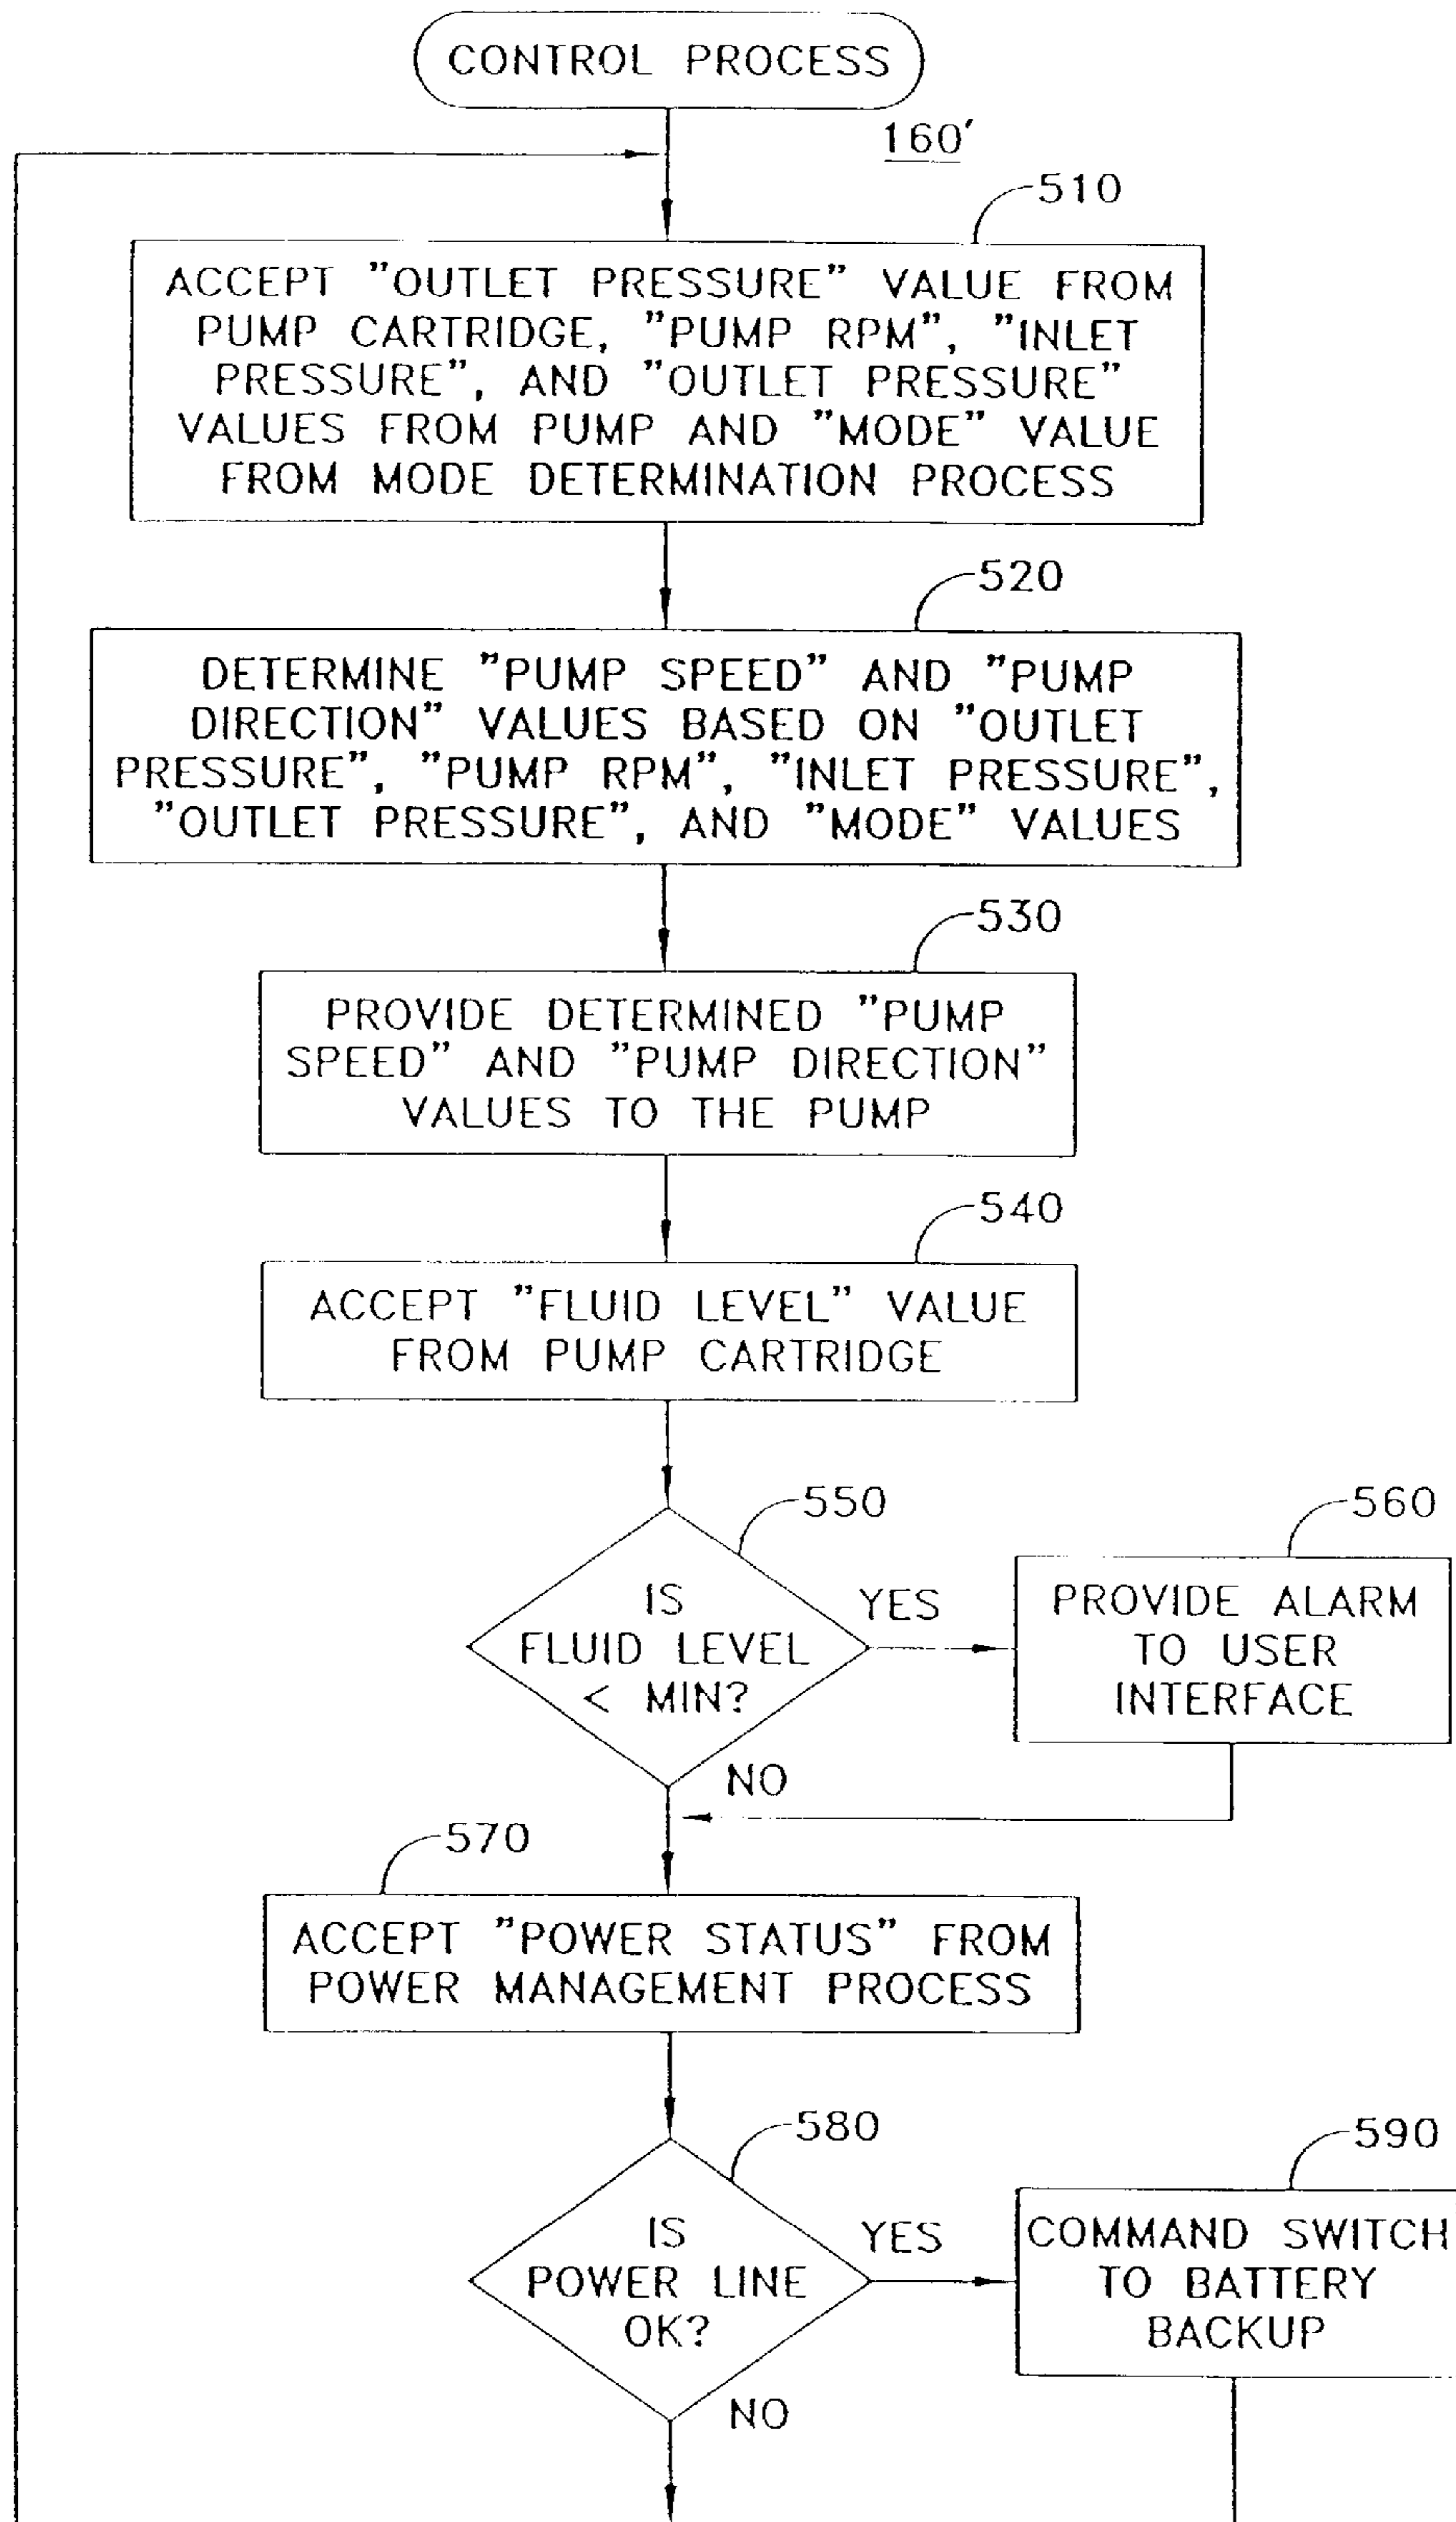 CONTROL PROCESS
160'
510
ACCEPT "OUTLET PRESSURE" VALUE FROM
PUMP CARTRIDGE, "PUMP RPM", "INLET
PRESSURE", AND "OUTLET PRESSURE"
VALUES FROM PUMP AND "MODE" VALUE
FROM MODE DETERMINATION PROCESS
520
DETERMINE "PUMP SPEED" AND "PUMP
DIRECTION" VALUES BASED ON "OUTLET
PRESSURE", "PUMP RPM", "INLET PRESSURE",
"OUTLET PRESSURE", AND "MODE" VALUES
530
PROVIDE DETERMINED "PUMP
SPEED" AND "PUMP DIRECTION"
VALUES TO THE PUMP
540
ACCEPT "FLUID LEVEL" VALUE
FROM PUMP CARTRIDGE
550
IS
FLUID LEVEL
< MIN?
YES
560
PROVIDE ALARM
TO USER
INTERFACE
NO
570
ACCEPT "POWER STATUS" FROM
POWER MANAGEMENT PROCESS
580
IS
POWER LINE
OK?
YES
590
COMMAND SWITCH
TO BATTERY
BACKUP
NO